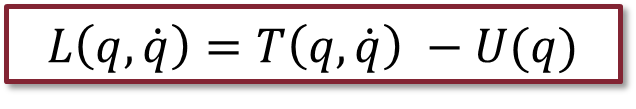 L(q, q̇) = T(q, q̇) − U(q)